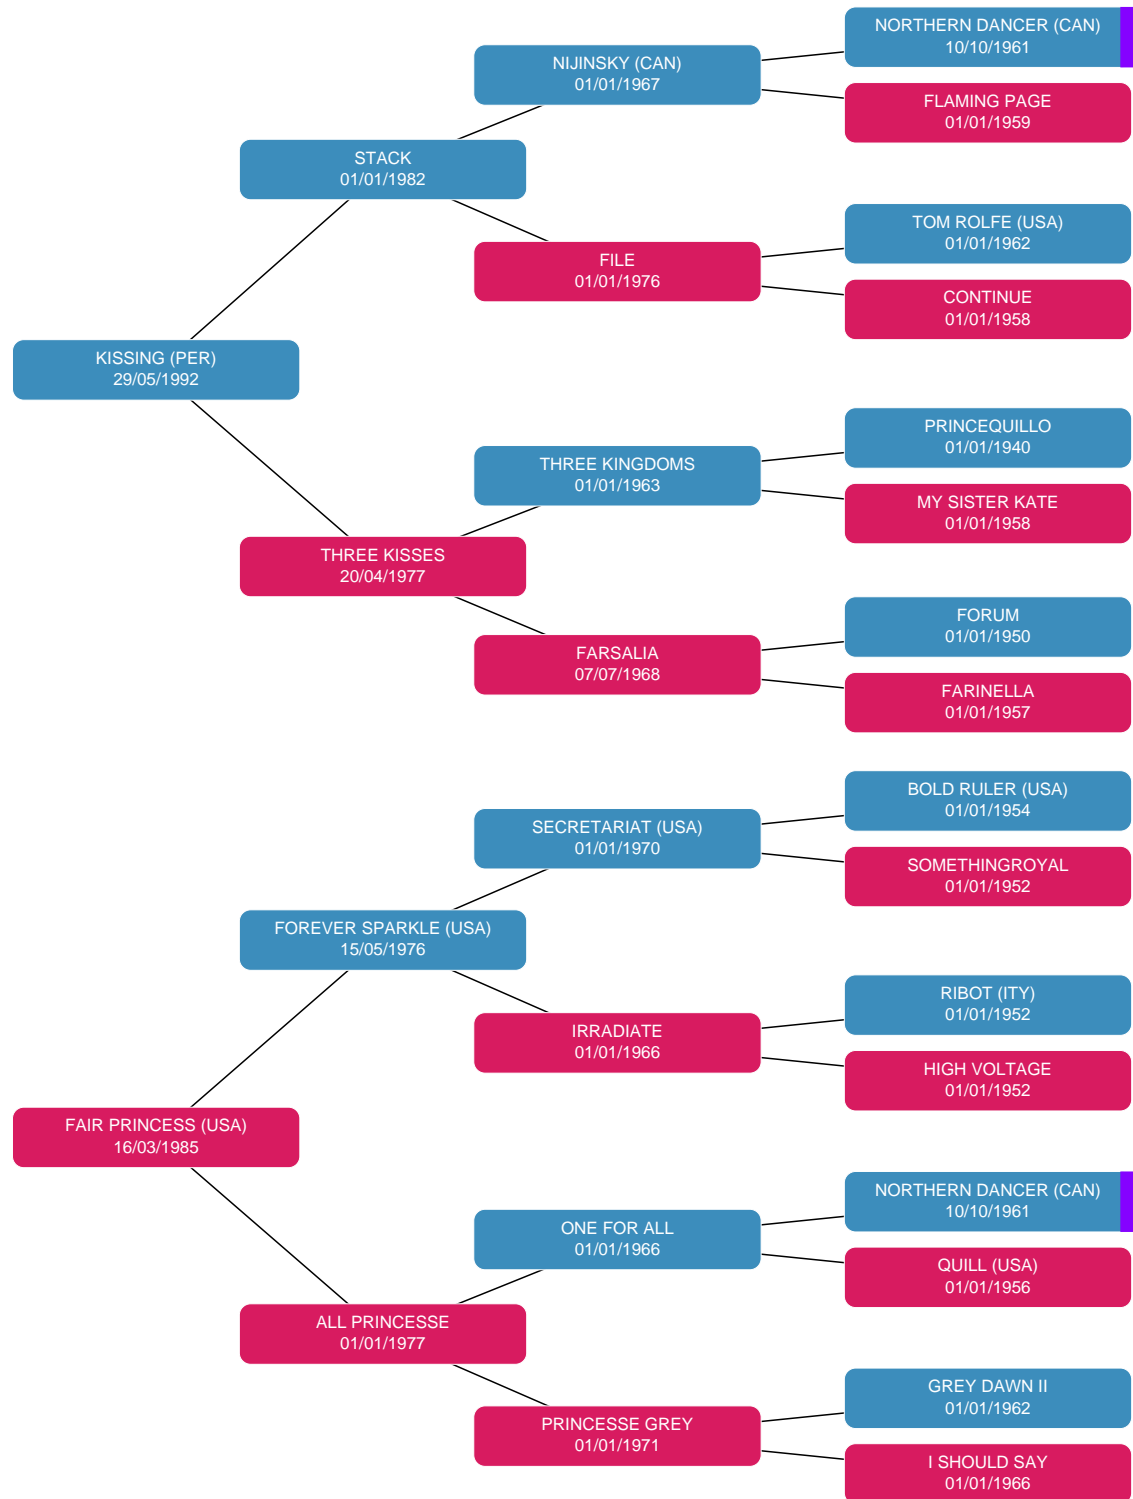 NORTHERN DANCER (CAN)
10/10/1961
NIJINSKY (CAN)
01/01/1967
FLAMING PAGE
01/01/1959
STACK
01/01/1982
TOM ROLFE (USA)
01/01/1962
FILE
01/01/1976
CONTINUE
01/01/1958
KISSING (PER)
29/05/1992
PRINCEQUILLO
01/01/1940
THREE KINGDOMS
01/01/1963
MY SISTER KATE
01/01/1958
THREE KISSES
20/04/1977
FORUM
01/01/1950
FARSALIA
07/07/1968
FARINELLA
01/01/1957
BOLD RULER (USA)
01/01/1954
SECRETARIAT (USA)
01/01/1970
SOMETHINGROYAL
01/01/1952
FOREVER SPARKLE (USA)
15/05/1976
RIBOT (ITY)
01/01/1952
IRRADIATE
01/01/1966
HIGH VOLTAGE
01/01/1952
FAIR PRINCESS (USA)
16/03/1985
NORTHERN DANCER (CAN)
10/10/1961
ONE FOR ALL
01/01/1966
QUILL (USA)
01/01/1956
ALL PRINCESSE
01/01/1977
GREY DAWN II
01/01/1962
PRINCESSE GREY
01/01/1971
I SHOULD SAY
01/01/1966